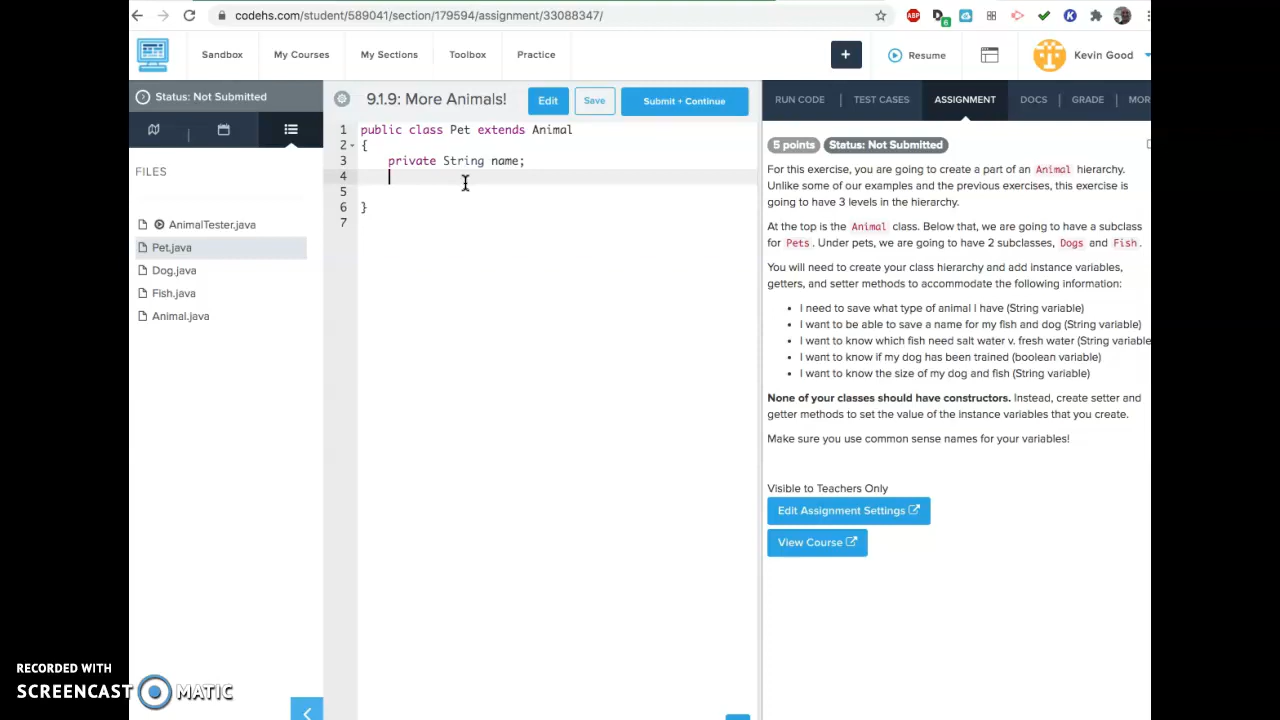 codehs.com/student/589041/section/179594/assignment/33088347/
ABP
D
6
K
Sandbox
My Courses
My Sections
Toolbox
Practice
+
Resume
Kevin Good
Status: Not Submitted
9.1.9: More Animals!
Edit
Save
Submit + Continue
RUN CODE
TEST CASES
ASSIGNMENT
DOCS
GRADE
MOR
FILES
AnimalTester.java
Pet.java
Dog.java
Fish.java
Animal.java
1 public class Pet extends Animal
2 {
3 private String name;
4
5
6 }
7
5 points Status: Not Submitted
For this exercise, you are going to create a part of an Animal hierarchy.
Unlike some of our examples and the previous exercises, this exercise is
going to have 3 levels in the hierarchy.
At the top is the Animal class. Below that, we are going to have a subclass
for Pets. Under pets, we are going to have 2 subclasses, Dogs and Fish.
You will need to create your class hierarchy and add instance variables,
getters, and setter methods to accommodate the following information:
• I need to save what type of animal I have (String variable)
• I want to be able to save a name for my fish and dog (String variable)
• I want to know which fish need salt water v. fresh water (String variable
• I want to know if my dog has been trained (boolean variable)
• I want to know the size of my dog and fish (String variable)
None of your classes should have constructors. Instead, create setter and
getter methods to set the value of the instance variables that you create.
Make sure you use common sense names for your variables!
Visible to Teachers Only
Edit Assignment Settings
View Course
RECORDED WITH
SCREENCAST MATIC